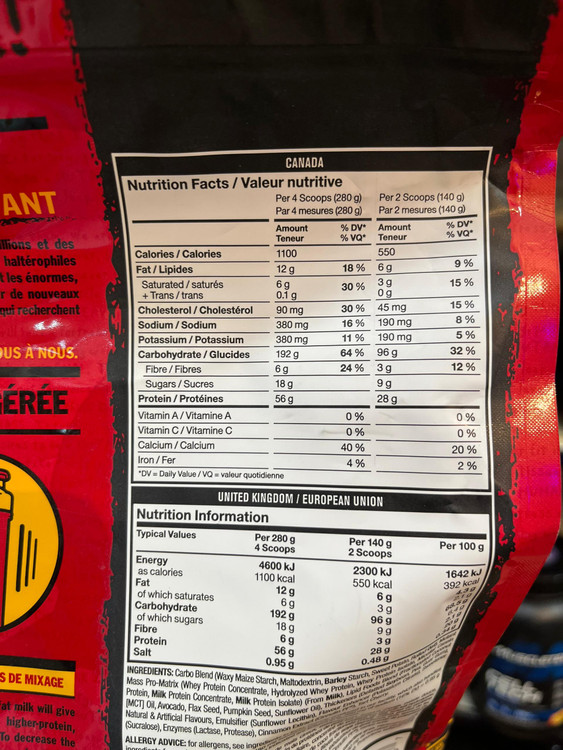 ANT
llions et des
haltérophiles
t les énormes,
r de nouveaux
qui recherchent
OUS À NOUS.
ÉRÉE
S DE MIXAGE
at milk will give
higher-protein,
To decrease the
CANADA
Nutrition Facts / Valeur nutritive
Per 4 Scoops (280 g) Per 2 Scoops (140 g)
Par 4 mesures (280 g) Par 2 mesures (140 g)
Amount % DV* Amount % DV*
Teneur % VQ* Teneur % VQ*
Calories / Calories 1100 550
Fat / Lipides 12 g 18 % 6 g 9 %
Saturated / saturés 6 g 30 % 3 g 15 %
+ Trans / trans 0.1 g 0 g
Cholesterol / Cholestérol 90 mg 30 % 45 mg 15 %
Sodium / Sodium 380 mg 16 % 190 mg 8 %
Potassium / Potassium 380 mg 11 % 190 mg 5 %
Carbohydrate / Glucides 192 g 64 % 96 g 32 %
Fibre / Fibres 6 g 24 % 3 g 12 %
Sugars / Sucres 18 g 9 g
Protein / Protéines 56 g 28 g
Vitamin A / Vitamine A 0 % 0 %
Vitamin C / Vitamine C 0 % 0 %
Calcium / Calcium 40 % 20 %
Iron / Fer 4 % 2 %
*DV = Daily Value / VQ = valeur quotidienne
UNITED KINGDOM / EUROPEAN UNION
Nutrition Information
Typical Values Per 280 g Per 140 g Per 100 g
4 Scoops 2 Scoops
Energy 4600 kJ 2300 kJ 1642 kJ
as calories 1100 kcal 550 kcal 392 kcal
Fat 12 g 6 g
of which saturates 6 g 3 g
Carbohydrate 192 g 96 g
of which sugars 18 g 9 g
Fibre 6 g 3 g
Protein 56 g 28 g
Salt 0.95 g 0.48 g
INGREDIENTS: Carbo Blend (Waxy Maize Starch, Maltodextrin, Barley Starch, Sweet
Mass Pro-Matrix (Whey Protein Concentrate, Hydrolyzed Whey Protein, Whey
Protein, Milk Protein Concentrate, Milk Protein Isolate) (From Milk),
[MCT] Oil, Avocado, Flax Seed, Pumpkin Seed, Sunflower Oil), Thickeners
Natural & Artificial Flavours, Emulsifier (Sunflower Lecithin),
(Sucralose), Enzymes (Lactase, Protease), Cinnamon
ALLERGY ADVICE: for allergens, see